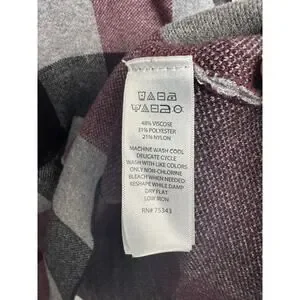 48% VISCOSE
31% POLYESTER
21% NYLON
MACHINE WASH COOL
DELICATE CYCLE
WASH WITH LIKE COLORS
ONLY NON-CHLORINE
BLEACH WHEN NEEDED
RESHAPE WHILE DAMP
DRY FLAT
LOW IRON
RN# 75343